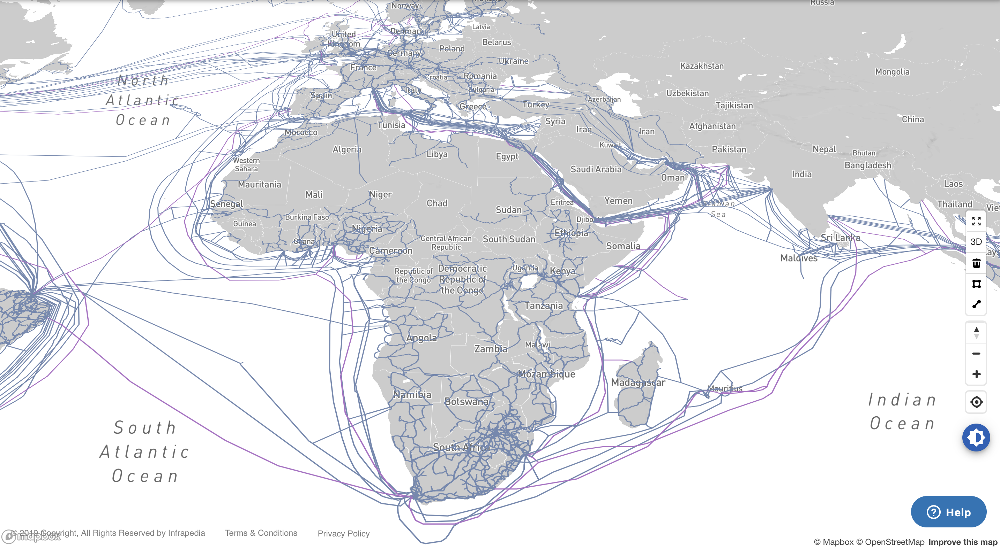 Russia
Norway
Latvia
Denmark
United
Kingdom
Belarus
Poland
Germany
Ukraine
France
Kazakhstan
Mongolia
Croatia
Romania
North
Atlantic
Ocean
Italy
Bulgaria
Spain
Uzbekistan
Azerbaijan
Greece
Turkey
Tajikistan
China
Syria
Tunisia
Afghanistan
Iraq
Iran
Morocco
Kuwait
Algeria
Pakistan
Nepal
Bhutan
Libya
Egypt
Western
Sahara
Bangladesh
Saudi Arabia
India
Oman
Mauritania
Laos
Mali
Niger
Senegal
Chad
Eritrea
Yemen
Arabian
Sea
Thailand
Sudan
Burkina Faso
Djibo
Guinea
Nigeria
Ethiopia
Ghana
Central African
Republic
South Sudan
Sri Lanka
3D
Somalia
Cameroon
Maldives
Republic of
the Congo
Democratic
Republic of
the Congo
Uganda
Kenya
Tanzania
Angola
Zambia
Malawi
Mozambique
Madagascar
Mauritius
Namibia
Botswana
Indian
Ocean
South
Atlantic
Ocean
South Africa
? Help
© 2019 Copyright, All Rights Reserved by Infrapedia
Terms & Conditions
Privacy Policy
mapbox
© Mapbox © OpenStreetMap Improve this map